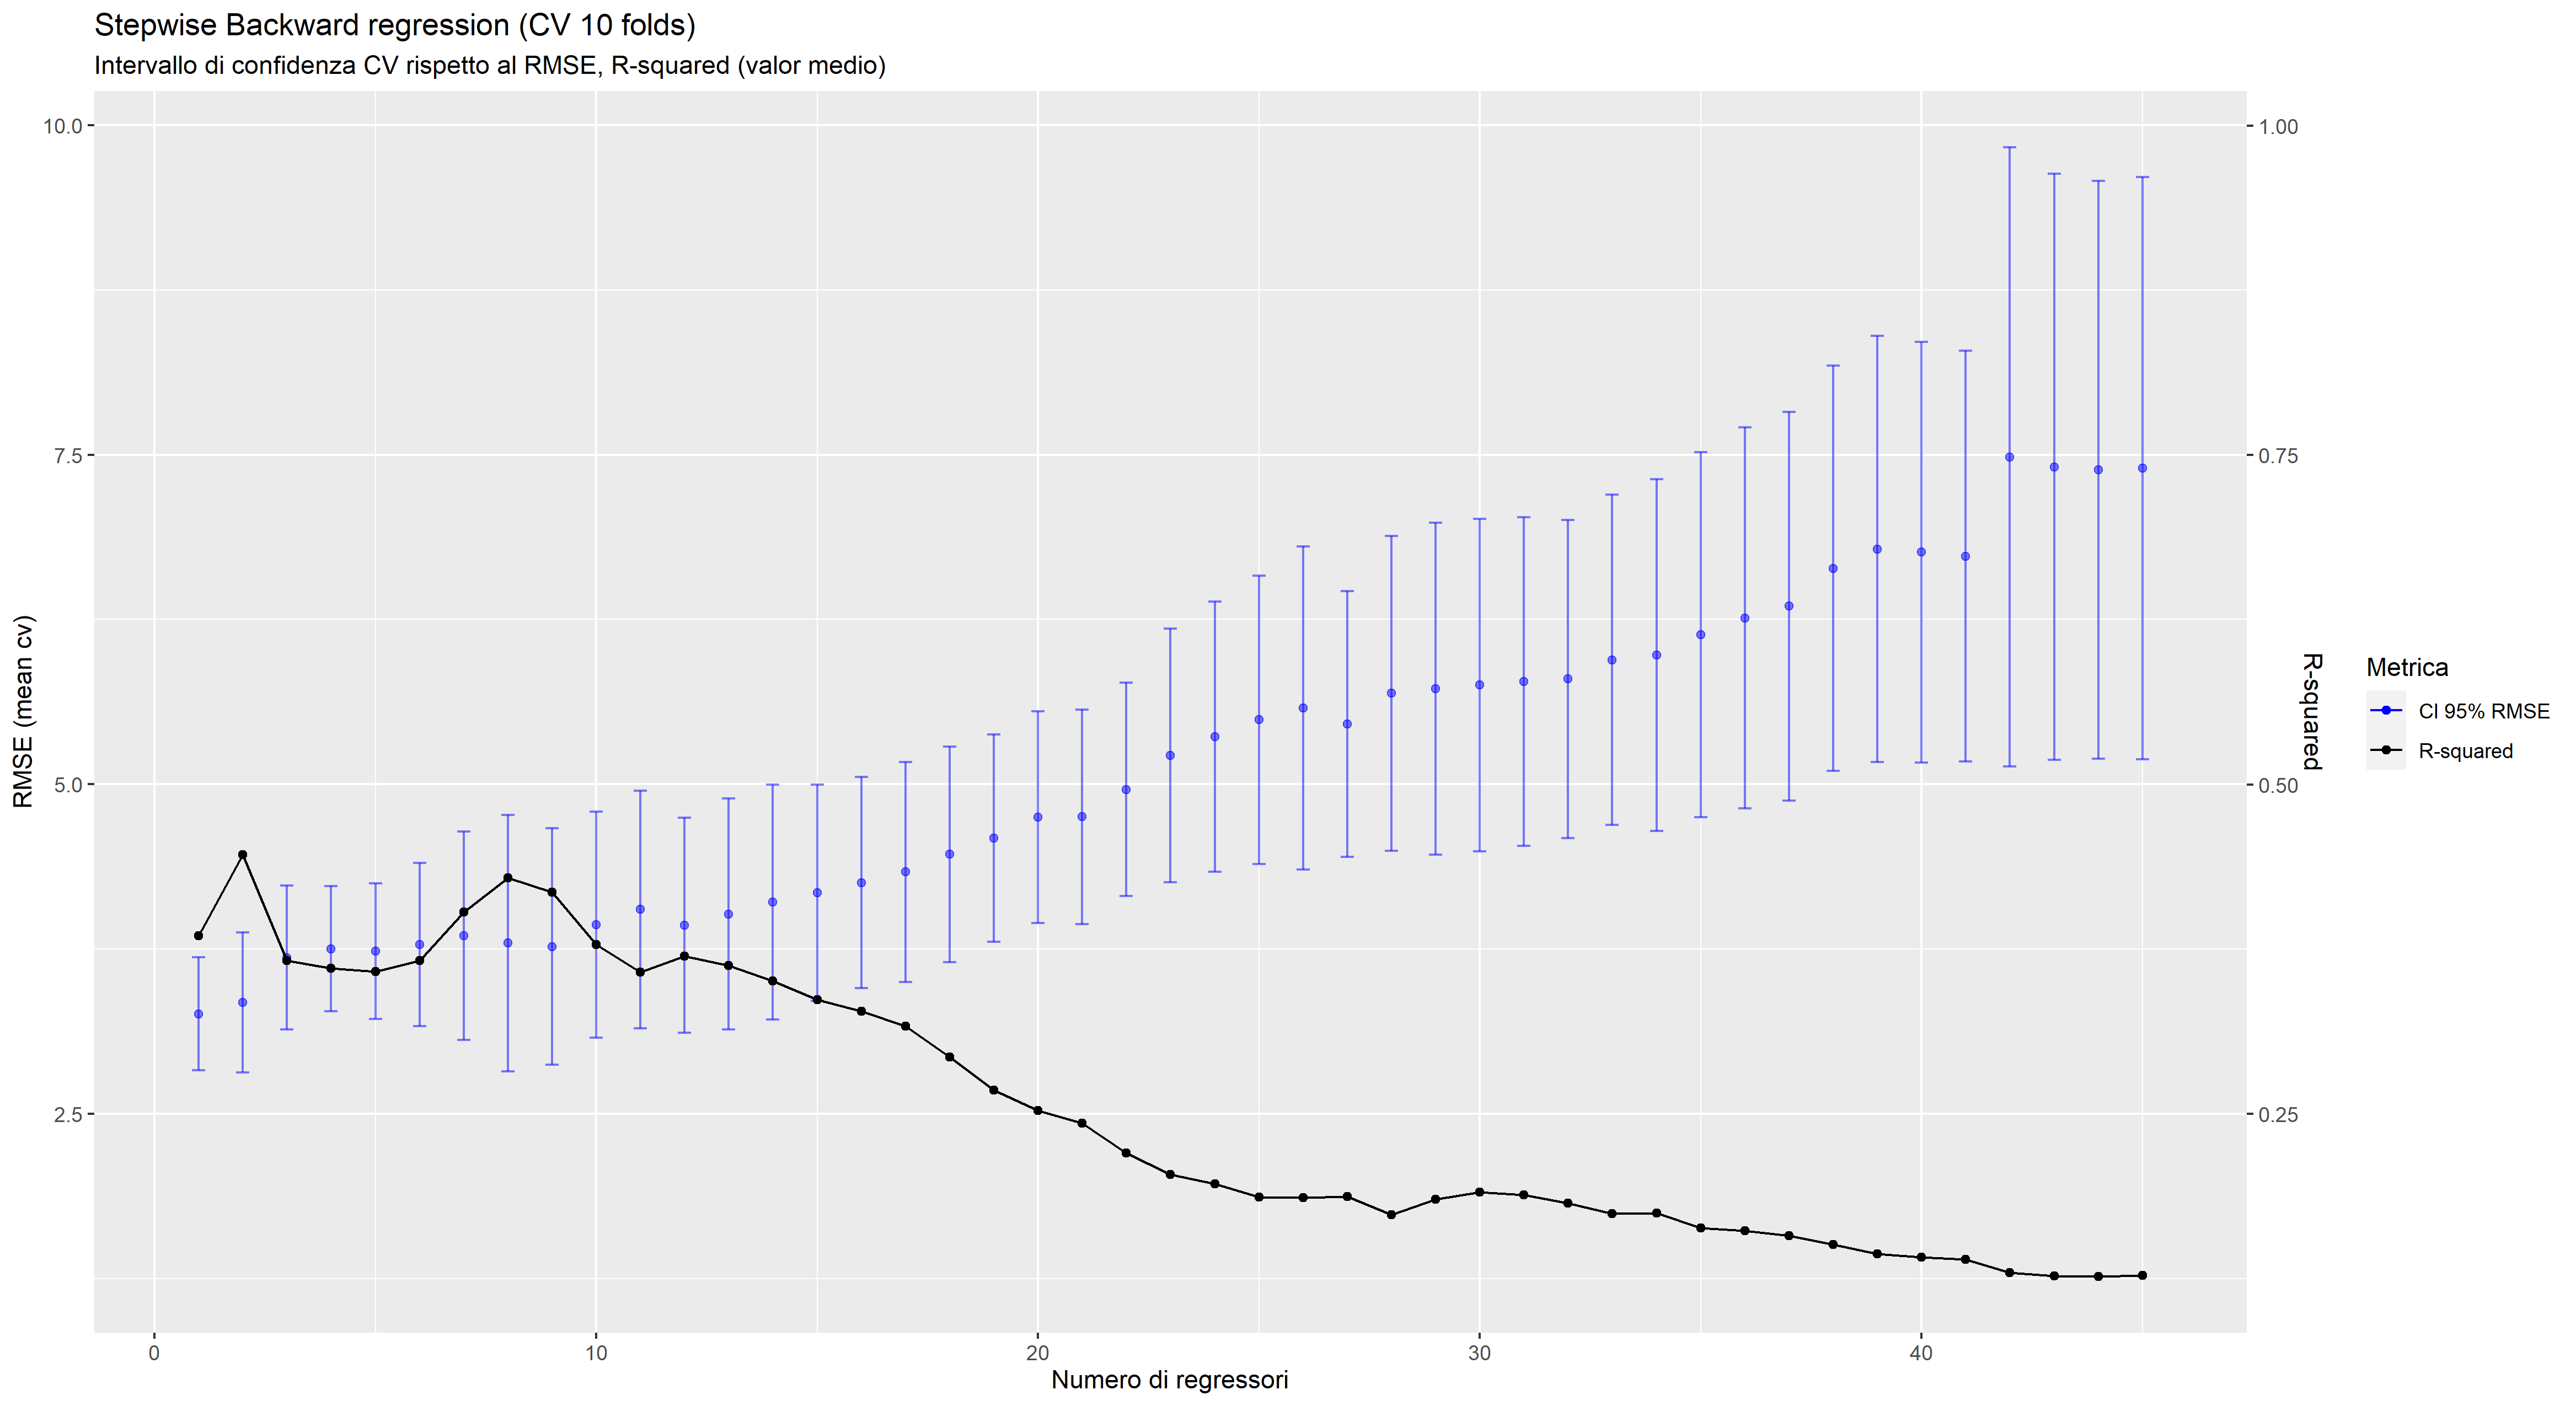 Stepwise Backward regression (CV 10 folds)
Intervallo di confidenza CV rispetto al RMSE, R-squared (valor medio)
10.0
7.5
5.0
2.5
RMSE (mean cv)
1.00
0.75
0.50
0.25
R-squared
0
10
20
30
40
Numero di regressori
Metrica
CI 95% RMSE
R-squared